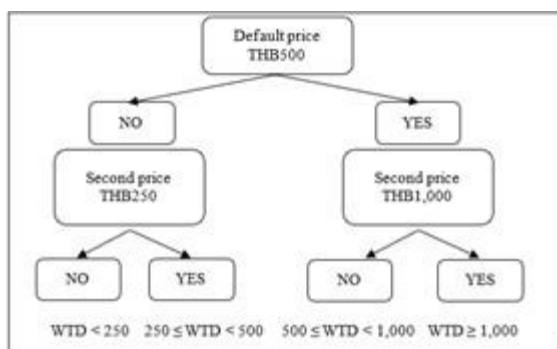 Default price
THB500
NO
YES
Second price
THB250
Second price
THB1,000
NO
YES
NO
YES
WTD < 250
250 ≤ WTD < 500
500 ≤ WTD < 1,000
WTD ≥ 1,000